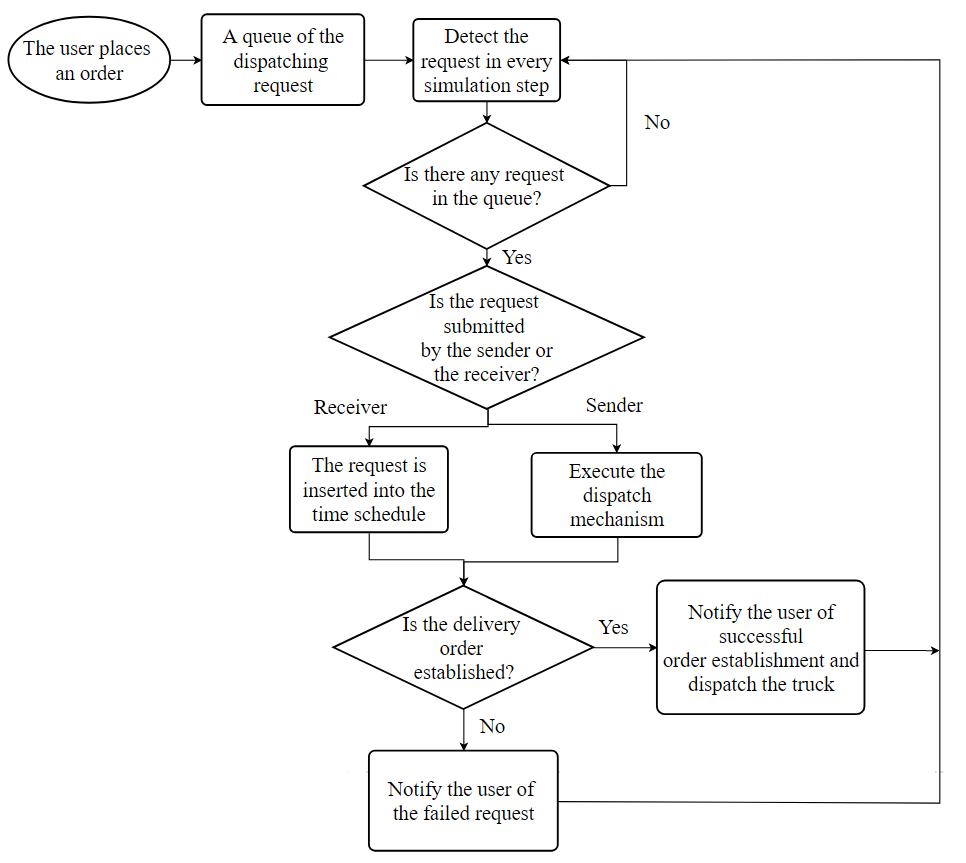 The user places
an order
A queue of the
dispatching
request
Detect the
request in every
simulation step
No
Is there any request
in the queue?
Yes
Is the request
submitted
by the sender or
the receiver?
Receiver
Sender
The request is
inserted into the
time schedule
Execute the
dispatch
mechanism
Is the delivery
order
established?
Yes
Notify the user of
successful
order establishment and
dispatch the truck
No
Notify the user of
the failed request